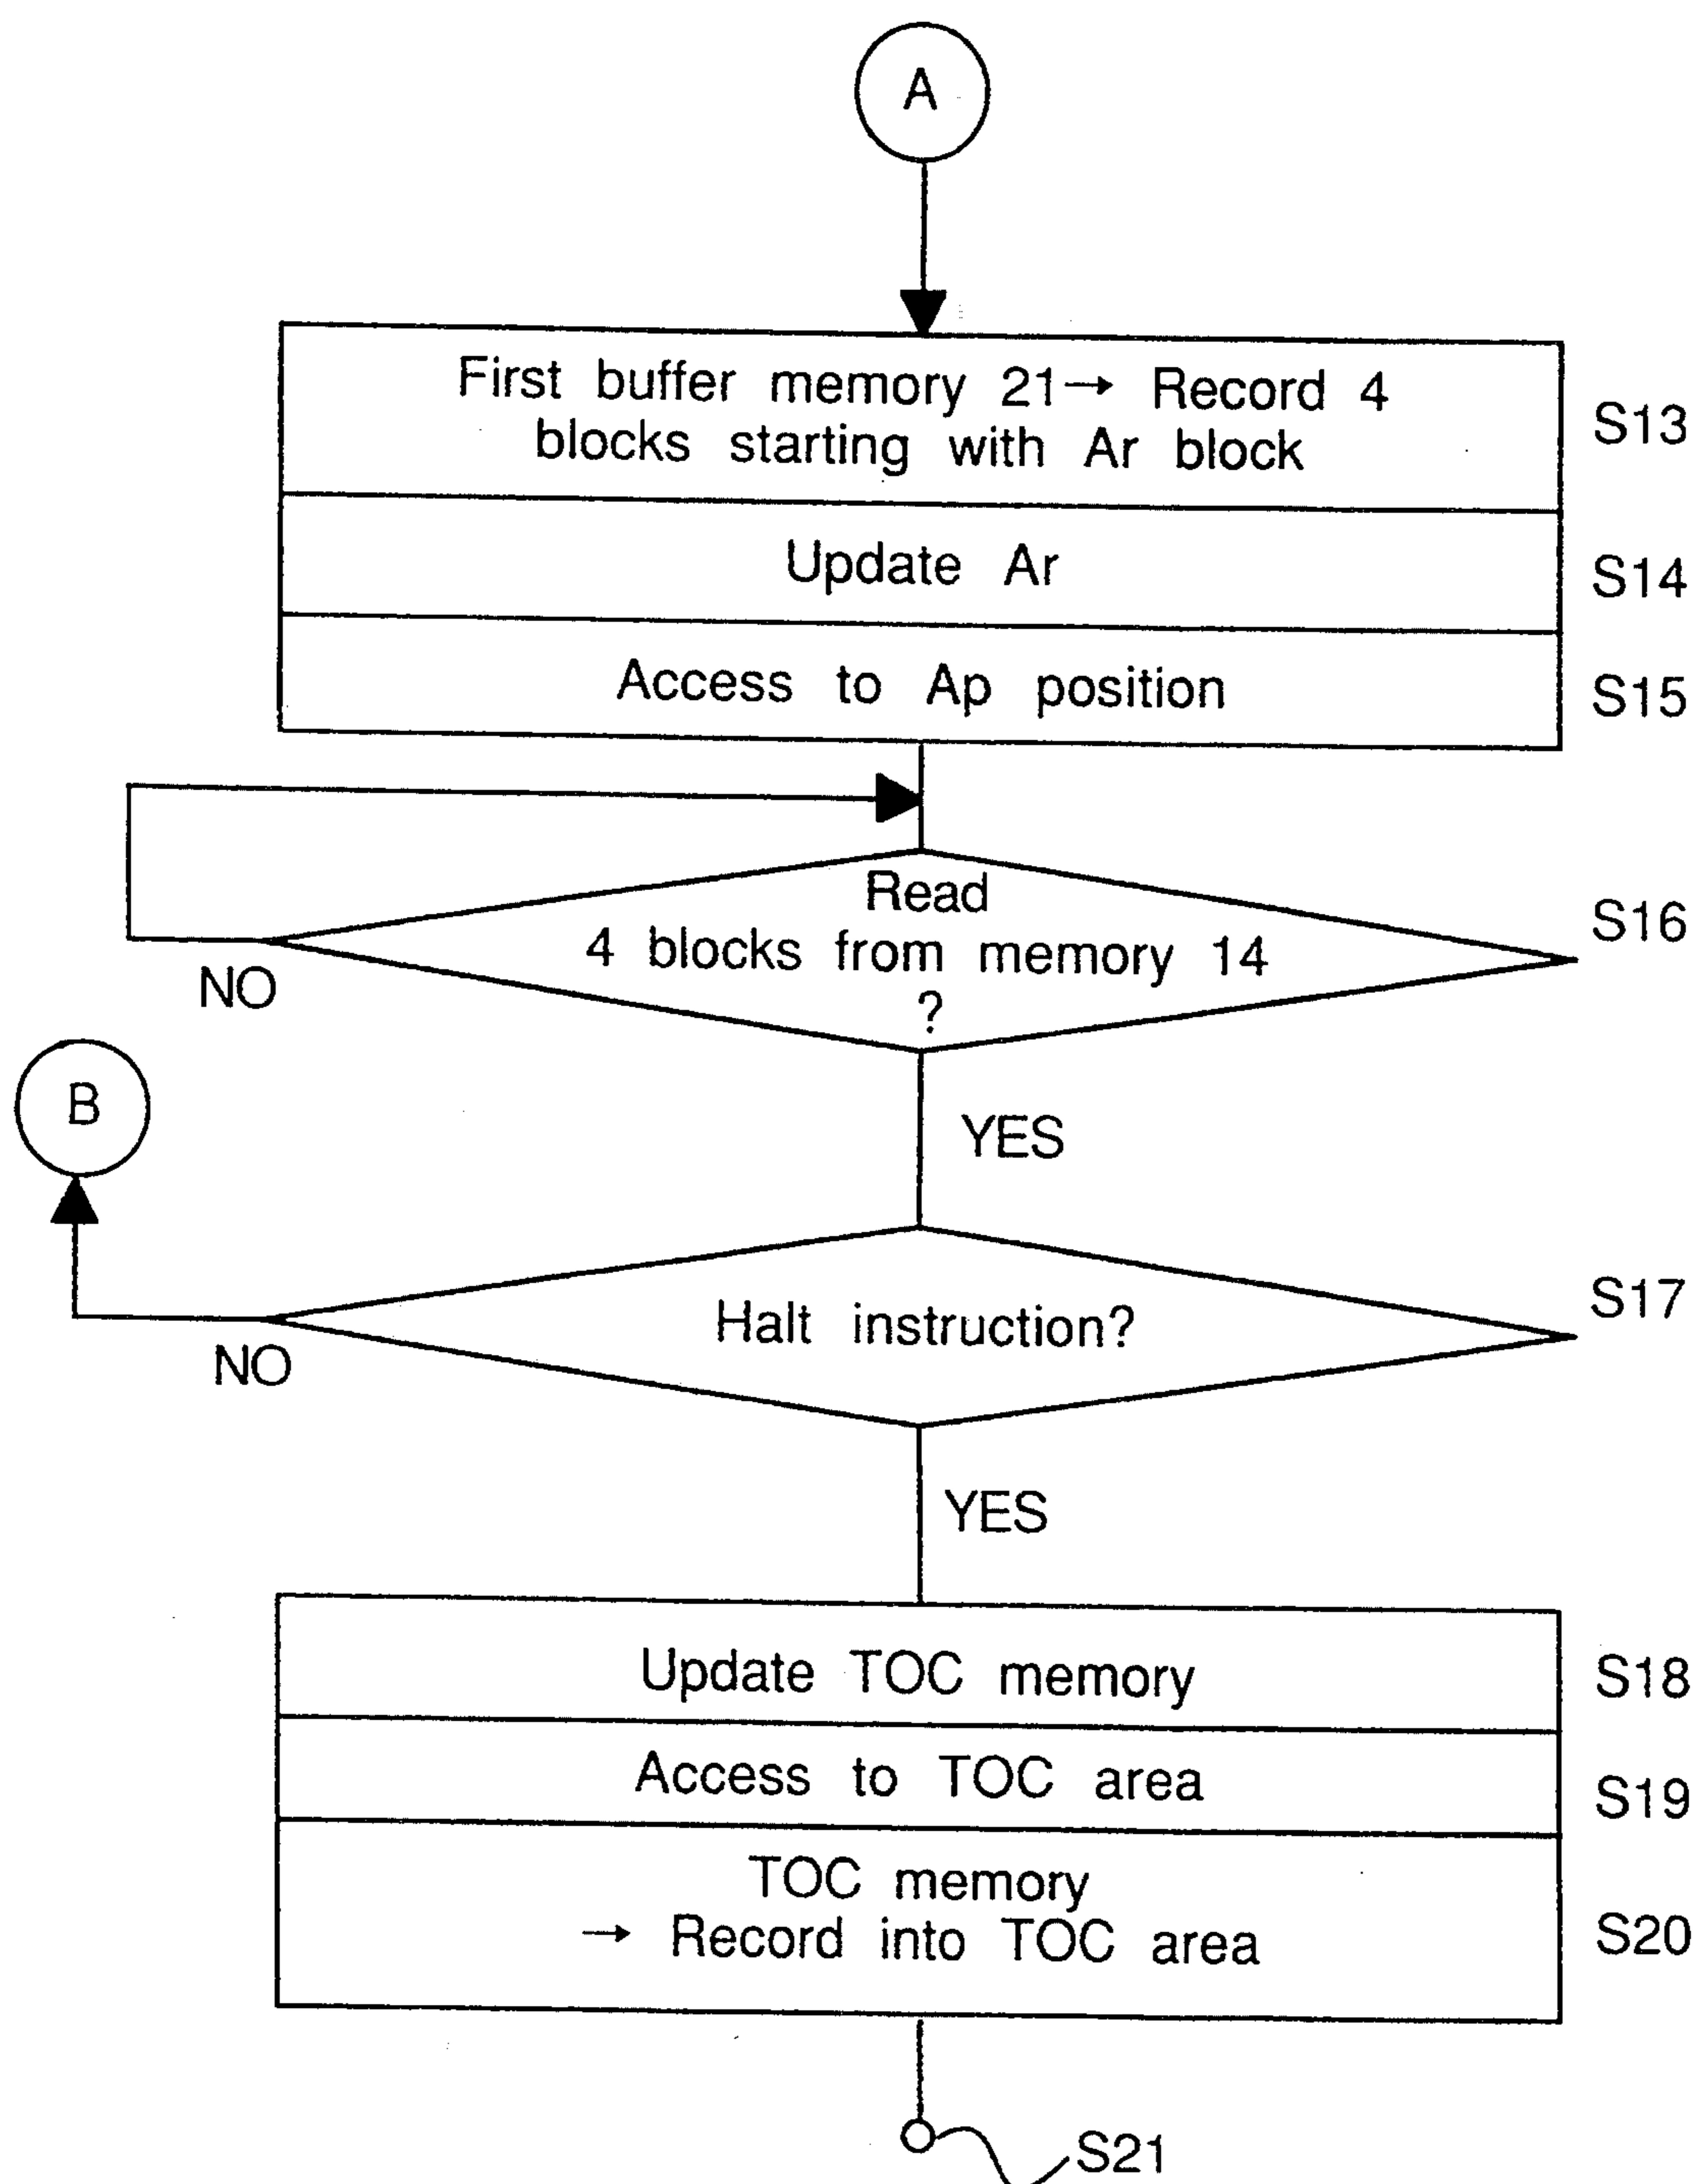 A
First buffer memory 21→ Record 4
blocks starting with Ar block
S13
Update Ar
S14
Access to Ap position
S15
Read
4 blocks from memory 14
?
S16
NO
B
YES
Halt instruction?
S17
NO
YES
Update TOC memory
S18
Access to TOC area
S19
TOC memory
→ Record into TOC area
S20
S21